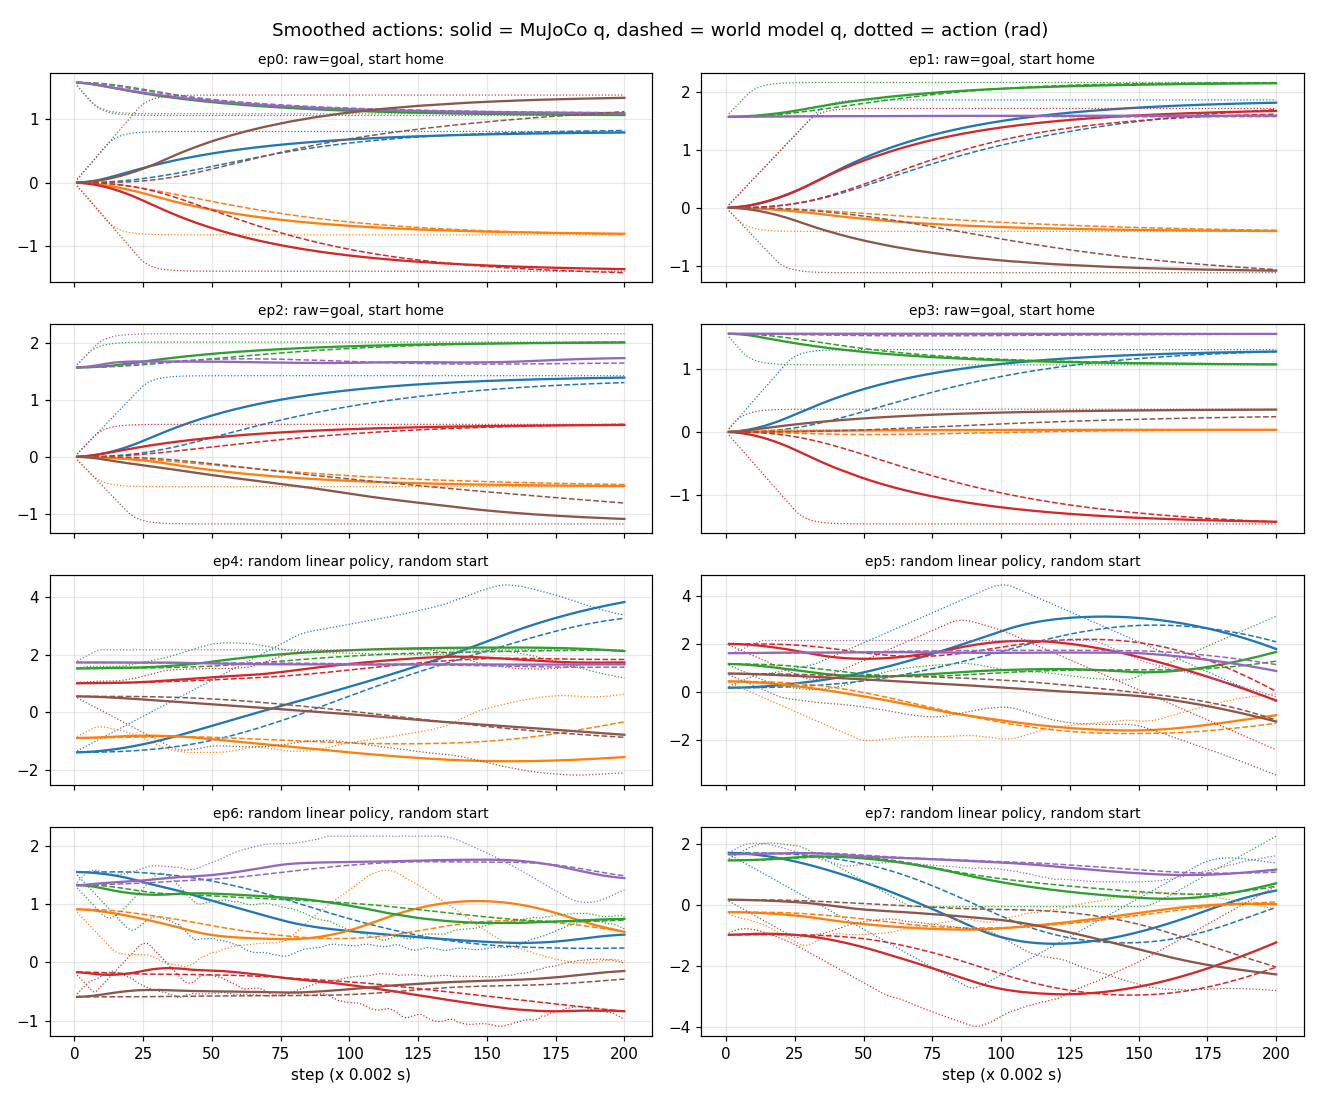 Smoothed actions: solid = MuJoCo q, dashed = world model q, dotted = action (rad)
ep0: raw=goal, start home
ep1: raw=goal, start home
1
0
−1
2
1
0
−1
ep2: raw=goal, start home
ep3: raw=goal, start home
2
1
0
−1
1
0
−1
ep4: random linear policy, random start
ep5: random linear policy, random start
4
2
0
−2
4
2
0
−2
ep6: random linear policy, random start
ep7: random linear policy, random start
2
1
0
−1
2
0
−2
−4
0 25 50 75 100 125 150 175 200
0 25 50 75 100 125 150 175 200
step (x 0.002 s)
step (x 0.002 s)